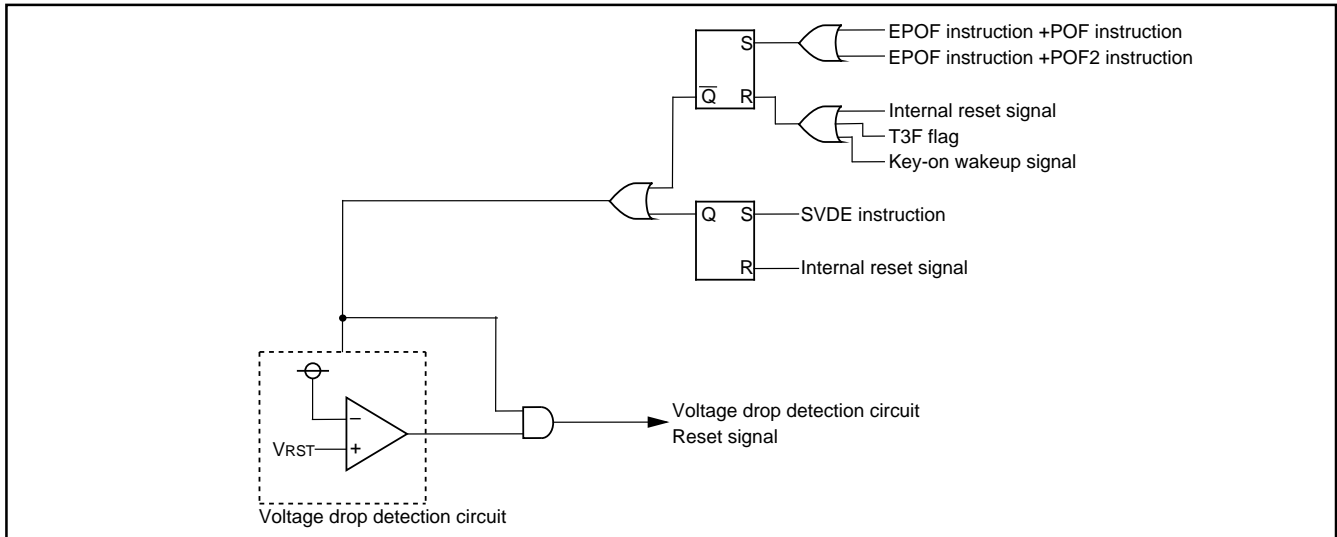 EPOF instruction +POF instruction
S
EPOF instruction +POF2 instruction
Q R
Internal reset signal
T3F flag
Key-on wakeup signal
Q S
SVDE instruction
R
Internal reset signal
−
VRST
+
Voltage drop detection circuit
Reset signal
Voltage drop detection circuit